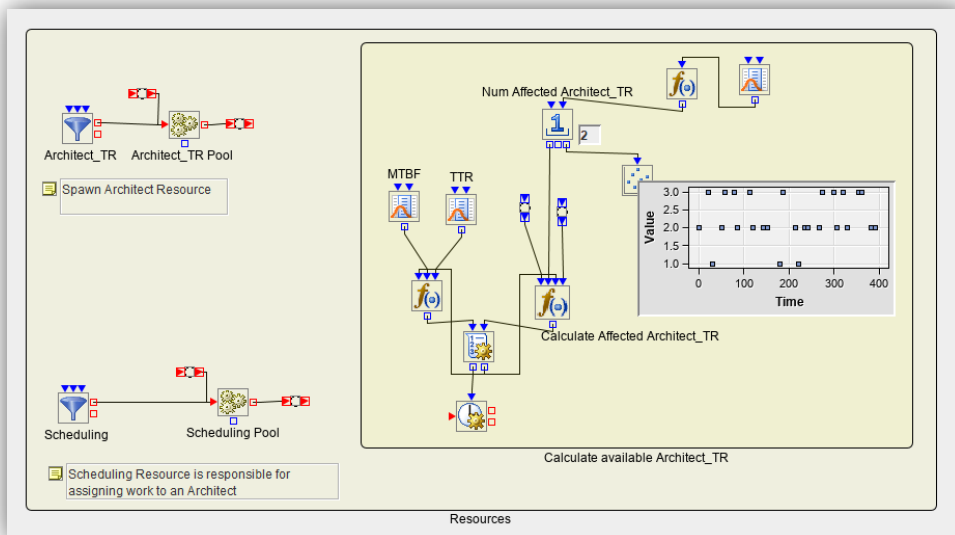 Num Affected Architect_TR
2
Architect_TR
Architect_TR Pool
Spawn Architect Resource
MTBF
TTR
3.0
2.5
2.0
1.5
1.0
Value
0
100
200
300
400
Time
Calculate Affected Architect_TR
Scheduling
Scheduling Pool
Scheduling Resource is responsible for
assigning work to an Architect
Calculate available Architect_TR
Resources